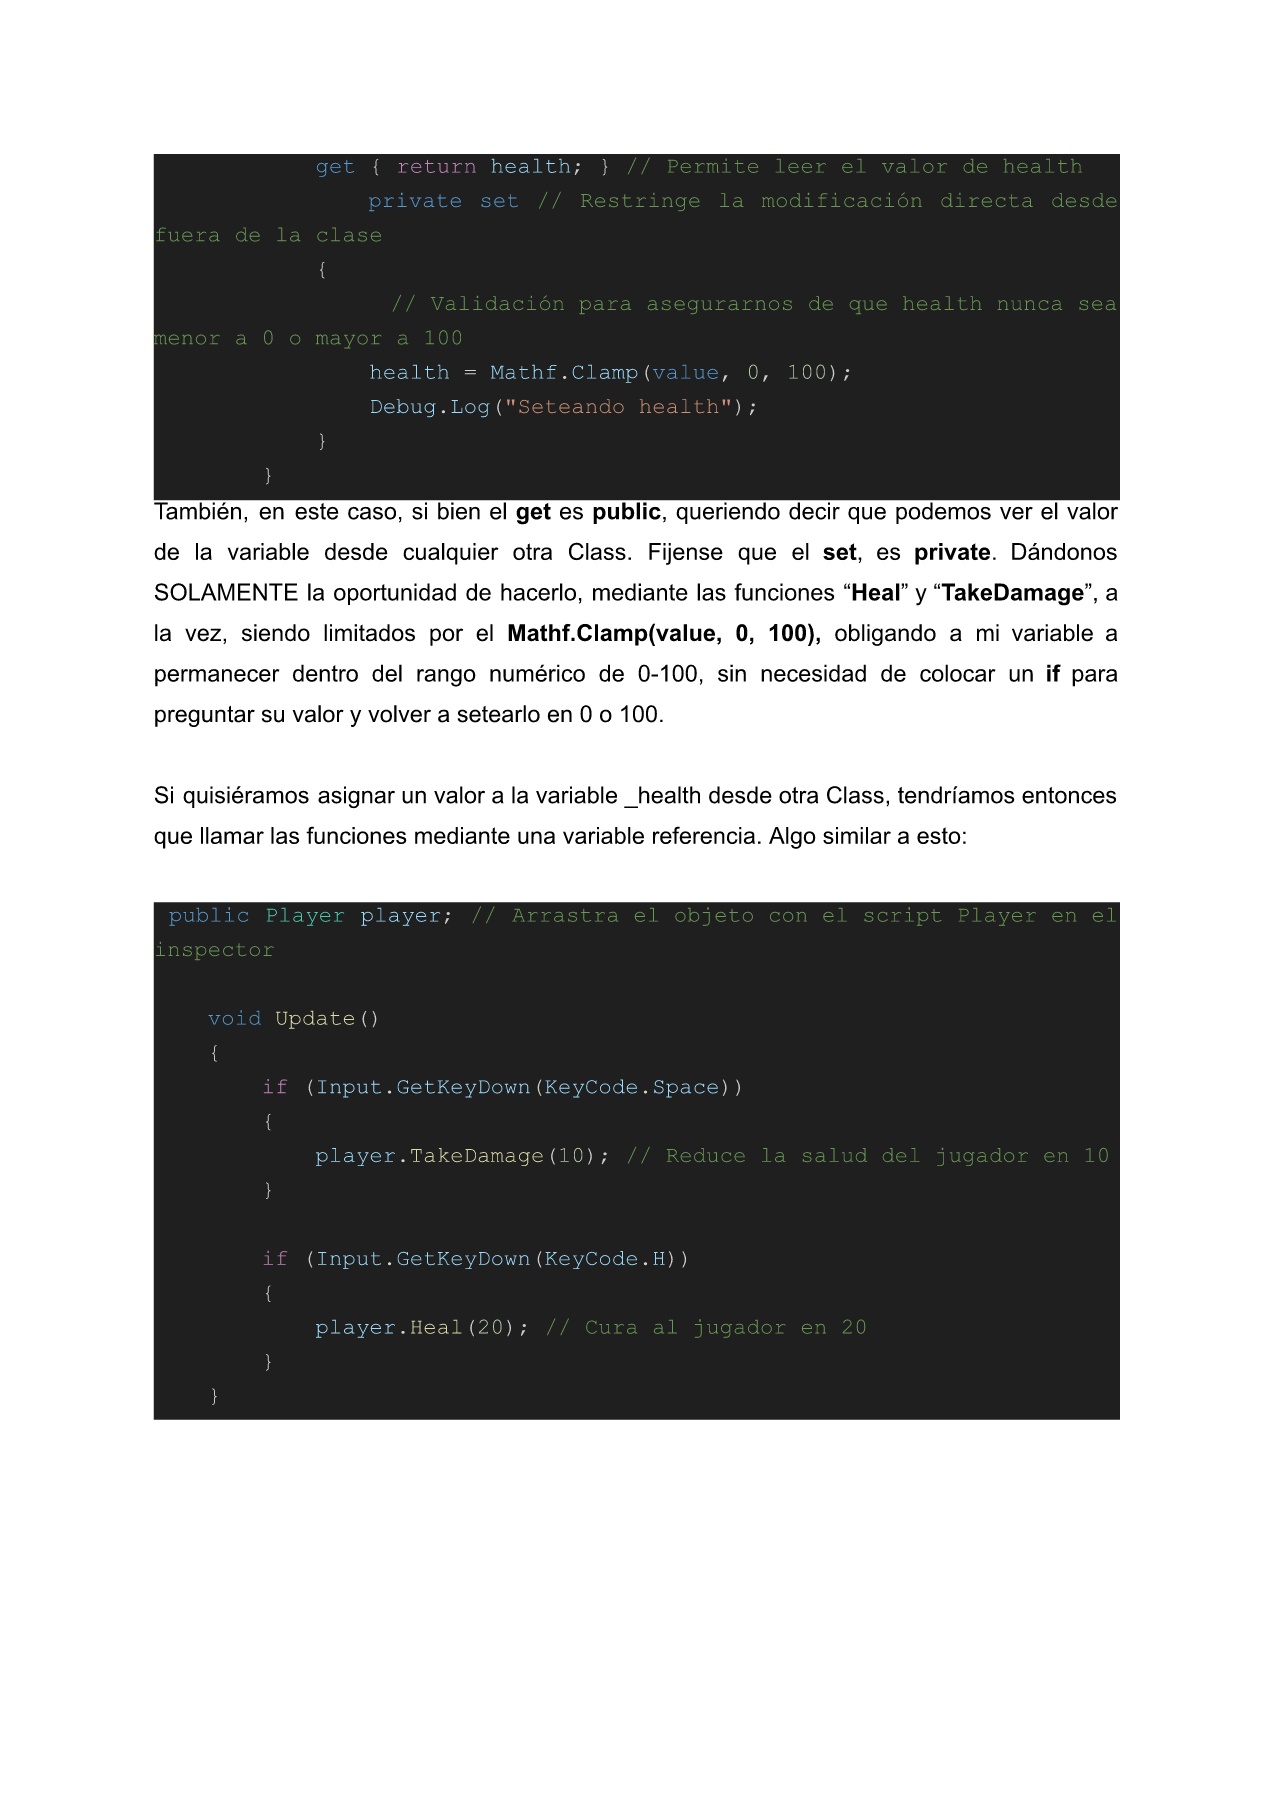 get { return health; } // Permite leer el valor de health
private set // Restringe la modificación directa desde
fuera de la clase
{
// Validación para asegurarnos de que health nunca sea
menor a 0 o mayor a 100
health = Mathf.Clamp(value, 0, 100);
Debug.Log("Seteando health");
}
}
También, en este caso, si bien el get es public, queriendo decir que podemos ver el valor
de la variable desde cualquier otra Class. Fijense que el set, es private. Dándonos
SOLAMENTE la oportunidad de hacerlo, mediante las funciones “Heal” y “TakeDamage”, a
la vez, siendo limitados por el Mathf.Clamp(value, 0, 100), obligando a mi variable a
permanecer dentro del rango numérico de 0-100, sin necesidad de colocar un if para
preguntar su valor y volver a setearlo en 0 o 100.
Si quisiéramos asignar un valor a la variable _health desde otra Class, tendríamos entonces
que llamar las funciones mediante una variable referencia. Algo similar a esto:
public Player player; // Arrastra el objeto con el script Player en el
inspector
void Update()
{
if (Input.GetKeyDown(KeyCode.Space))
{
player.TakeDamage(10); // Reduce la salud del jugador en 10
}
if (Input.GetKeyDown(KeyCode.H))
{
player.Heal(20); // Cura al jugador en 20
}
}